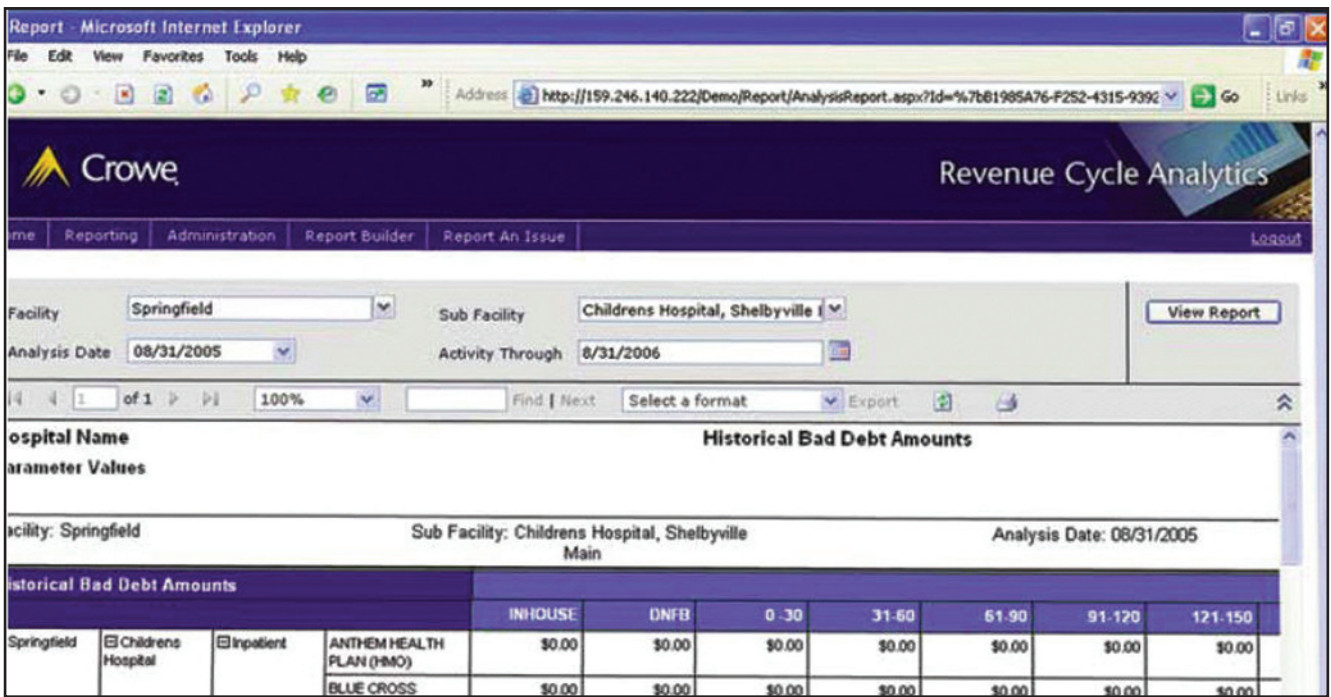 Report - Microsoft Internet Explorer
File Edit View Favorites Tools Help
» Address http://159.246.140.222/Demo/Report/AnalysisReport.aspx?Id=%7bB1985A76-F252-4315-9392 Go Links »
Crowe
Revenue Cycle Analytics
ome Reporting Administration Report Builder Report An Issue Logout
Facility Springfield Sub Facility Childrens Hospital, Shelbyville View Report
Analysis Date 08/31/2005 Activity Through 8/31/2006
1 of 1 100% Find | Next Select a format Export
ospital Name Historical Bad Debt Amounts
arameter Values
acility: Springfield Sub Facility: Childrens Hospital, Shelbyville Analysis Date: 08/31/2005
Main
istorical Bad Debt Amounts
INHOUSE DNFB 0 -30 31-60 61-90 91-120 121-150
Springfield Childrens Inpatient ANTHEM HEALTH $0.00 $0.00 $0.00 $0.00 $0.00 $0.00 $0.00
Hospital PLAN (HMO)
BLUE CROSS $0.00 $0.00 $0.00 $0.00 $0.00 $0.00 $0.00